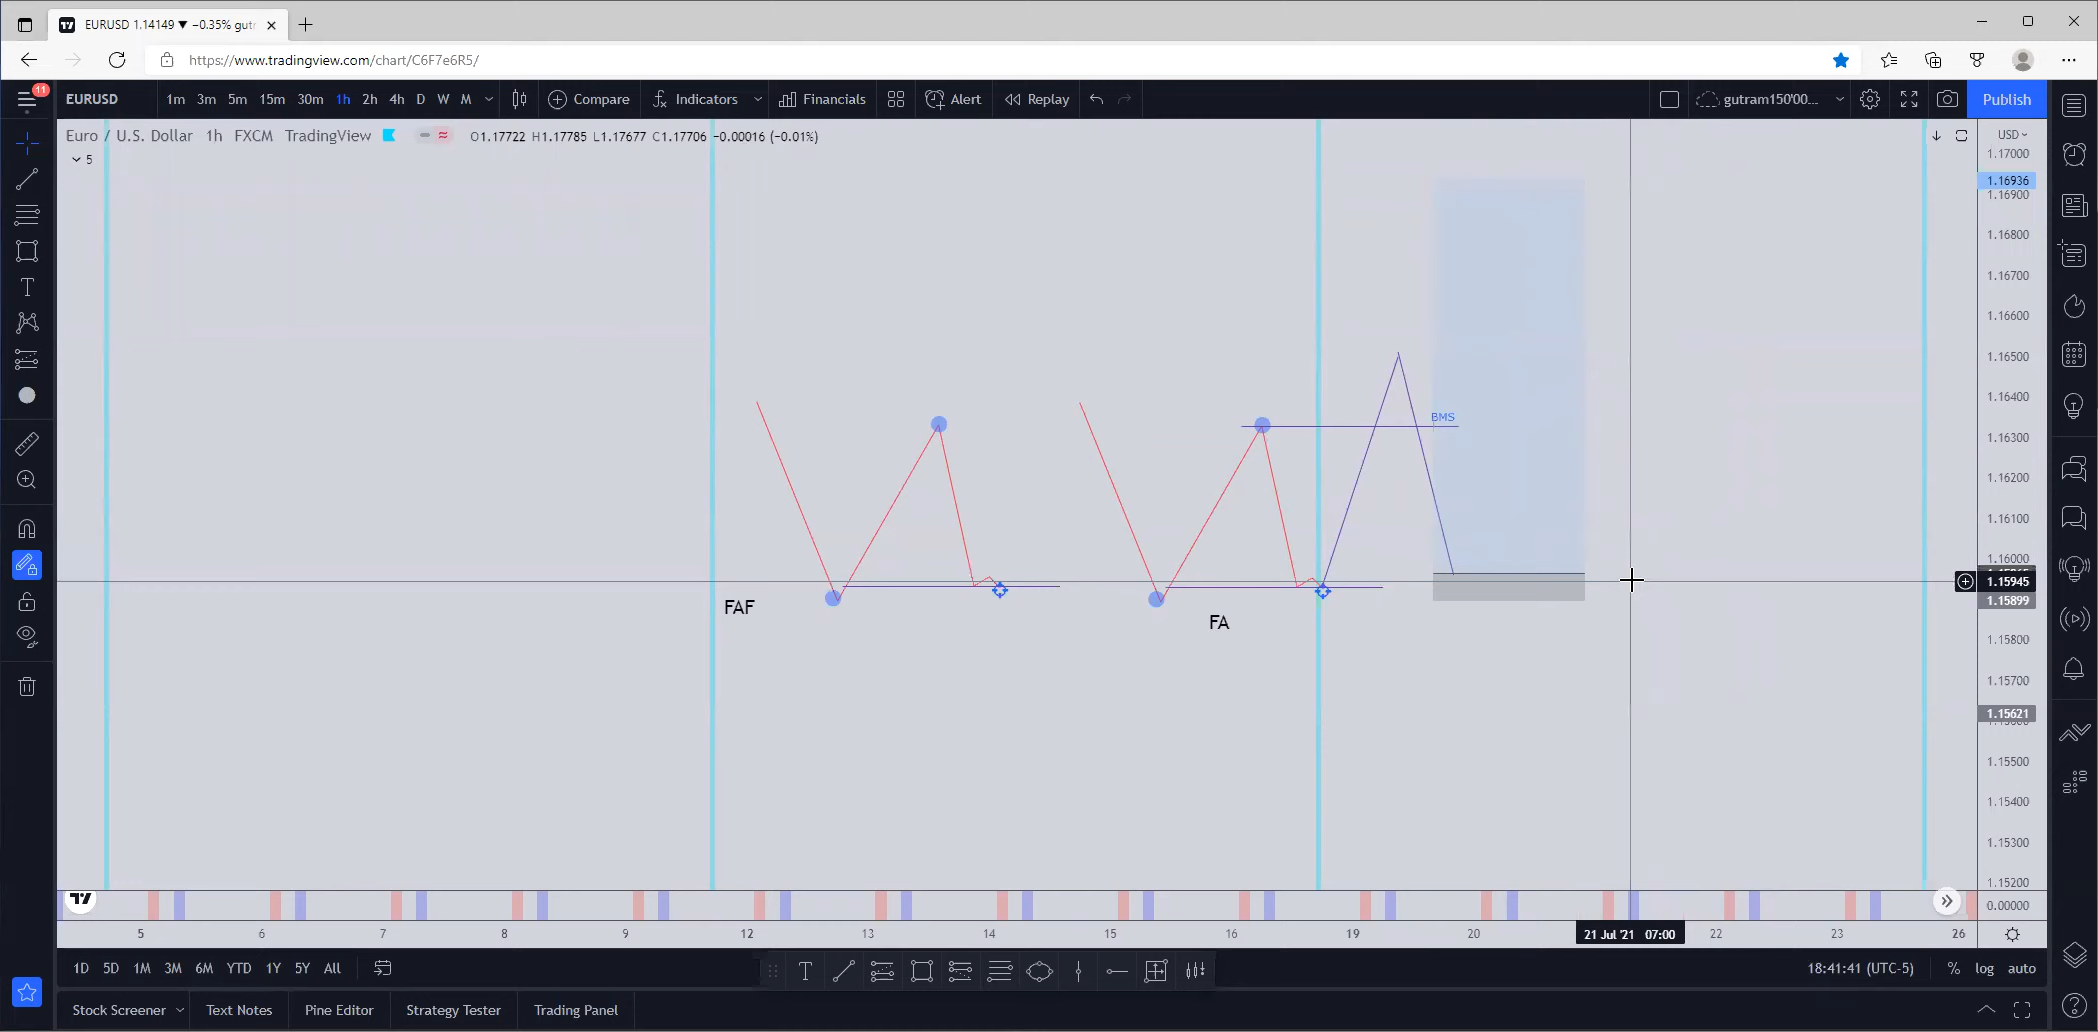 EURUSD 1.14149 ▼ −0.35% gutr
https://www.tradingview.com/chart/C6F7e6R5/
11
EURUSD 1m 3m 5m 15m 30m 1h 2h 4h D W M Compare Indicators Financials Alert Replay gutram150'00... Publish
Euro / U.S. Dollar 1h FXCM TradingView O1.17722 H1.17785 L1.17677 C1.17706 −0.00016 (−0.01%)
USD
5
1.17000
1.16936
1.16900
1.16800
1.16700
1.16600
1.16500
1.16400
BMS
1.16300
1.16200
1.16100
1.16000
1.15945
1.15899
FAF
FA
1.15800
1.15700
1.15621
1.15500
1.15400
1.15300
1.15200
0.00000
5 6 7 8 9 12 13 14 15 16 19 20 21 Jul '21 07:00 22 23 26
1D 5D 1M 3M 6M YTD 1Y 5Y All 18:41:41 (UTC-5) % log auto
Stock Screener Text Notes Pine Editor Strategy Tester Trading Panel